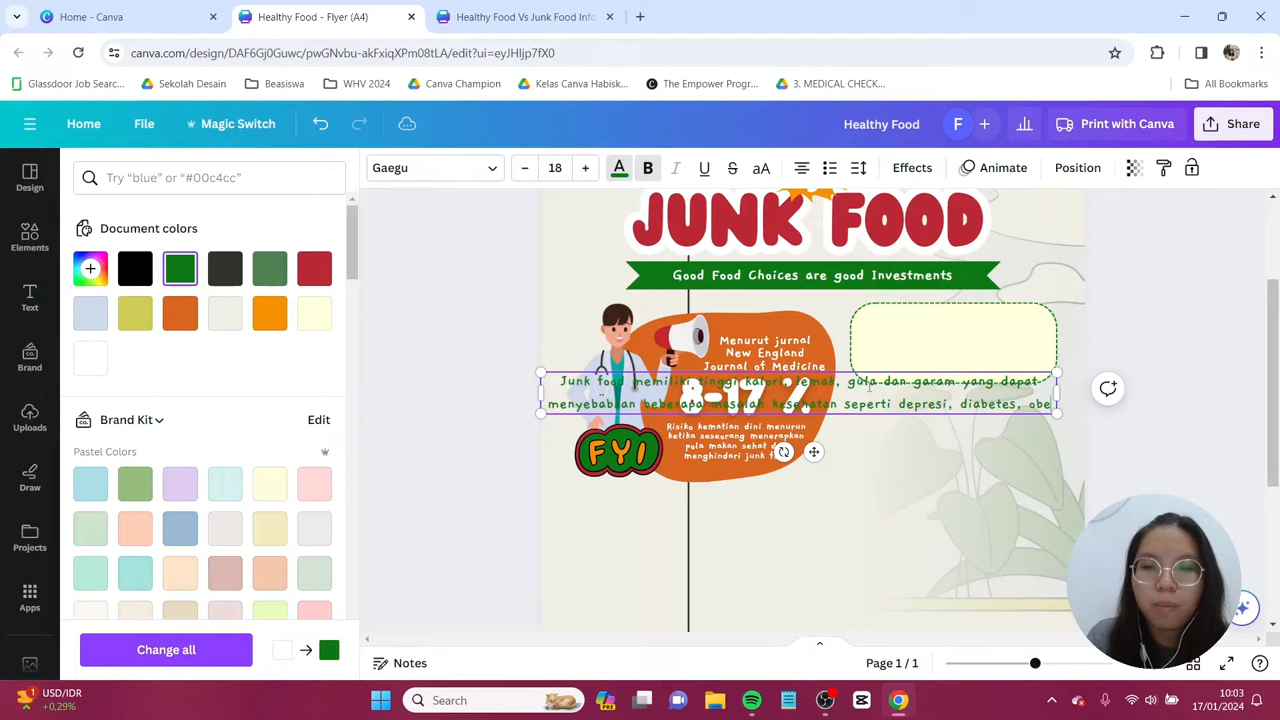 Home - Canva
Healthy Food - Flyer (A4)
Healthy Food Vs Junk Food Info
canva.com/design/DAF6Gj0Guwc/pwGNvbu-akFxiqXPm08tLA/edit?ui=eyJHIjp7fX0
Glassdoor Job Searc...
Sekolah Desain
Beasiswa
WHV 2024
Canva Champion
Kelas Canva Habisk...
The Empower Progr...
3. MEDICAL CHECK...
All Bookmarks
Home
File
Magic Switch
Healthy Food
F
Print with Canva
Share
Gaegu
18
A
B
I
U
S
aA
Effects
Animate
Position
Design
Elements
Text
Brand
Uploads
Draw
Projects
Apps
Try "blue" or "#00c4cc"
Document colors
Brand Kit
Edit
Pastel Colors
Change all
JUNK FOOD
Good Food Choices are good Investments
Menurut jurnal
New England
Journal of Medicine
Junk food memiliki tinggi kalori, lemak, gula dan garam yang dapat
menyebabkan beberapa masalah kesehatan seperti depresi, diabetes, obe
8-17%
Risiko kematian dini menurun
ketika seseorang menerapkan
pola makan sehat
menghindari junk
FYI
Notes
Page 1 / 1
USD/IDR
+0,29%
Search
10:03
17/01/2024